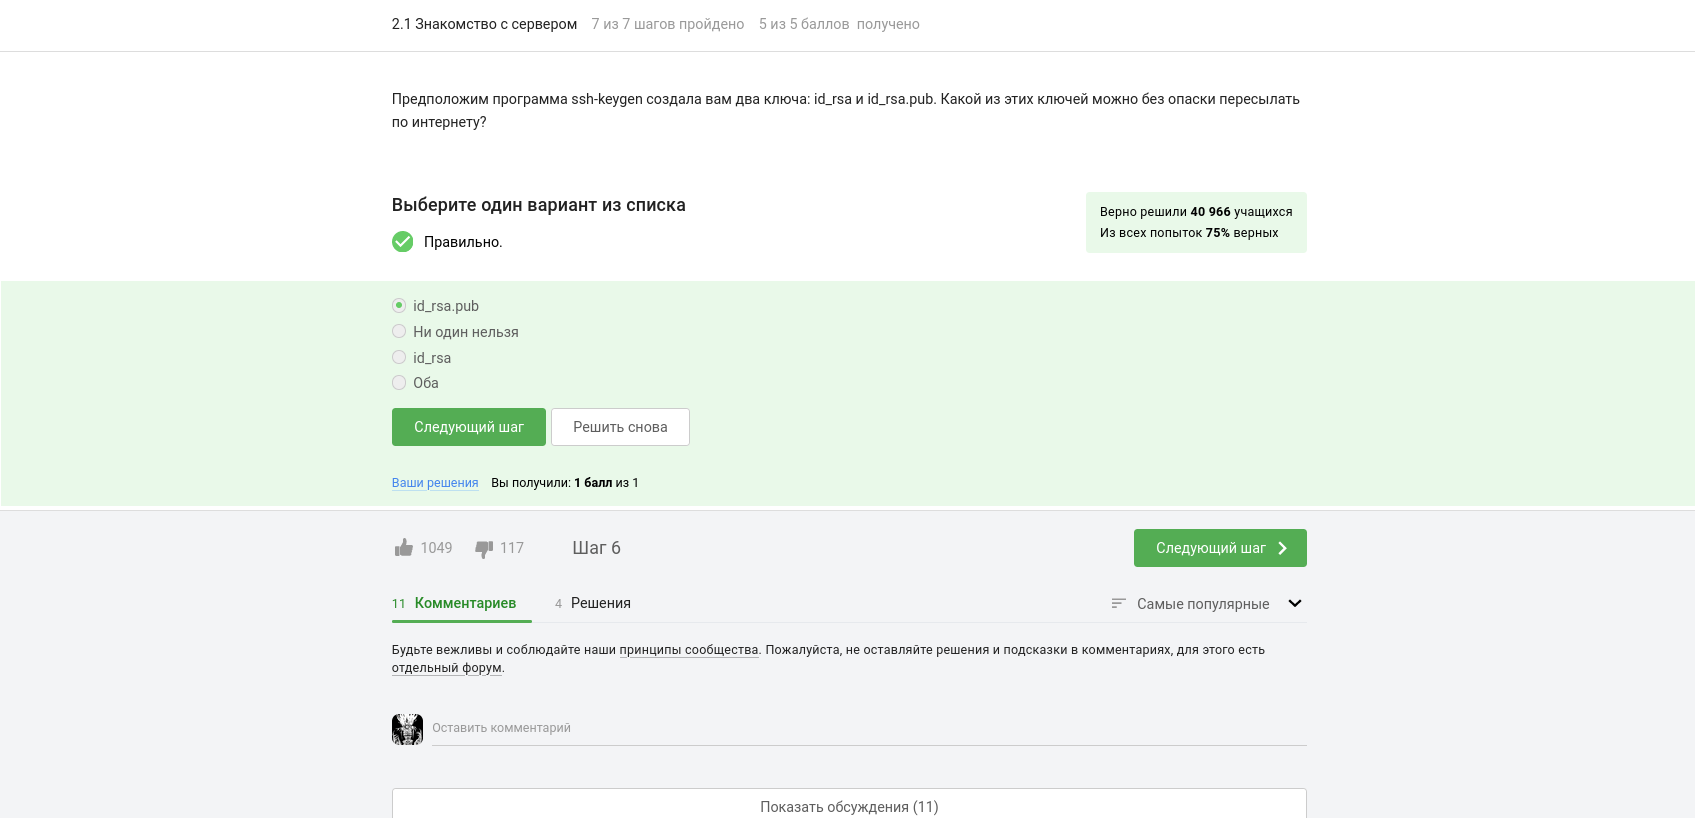 2.1 Знакомство с сервером 7 из 7 шагов пройдено 5 из 5 баллов получено
Предположим программа ssh-keygen создала вам два ключа: id_rsa и id_rsa.pub. Какой из этих ключей можно без опаски пересылать
по интернету?
Выберите один вариант из списка
Верно решили 40 966 учащихся
Из всех попыток 75% верных
Правильно.
id_rsa.pub
Ни один нельзя
id_rsa
Оба
Следующий шаг Решить снова
Ваши решения Вы получили: 1 балл из 1
1049 117 Шаг 6 Следующий шаг
11 Комментариев 4 Решения Самые популярные
Будьте вежливы и соблюдайте наши принципы сообщества. Пожалуйста, не оставляйте решения и подсказки в комментариях, для этого есть
отдельный форум.
Оставить комментарий
Показать обсуждения (11)